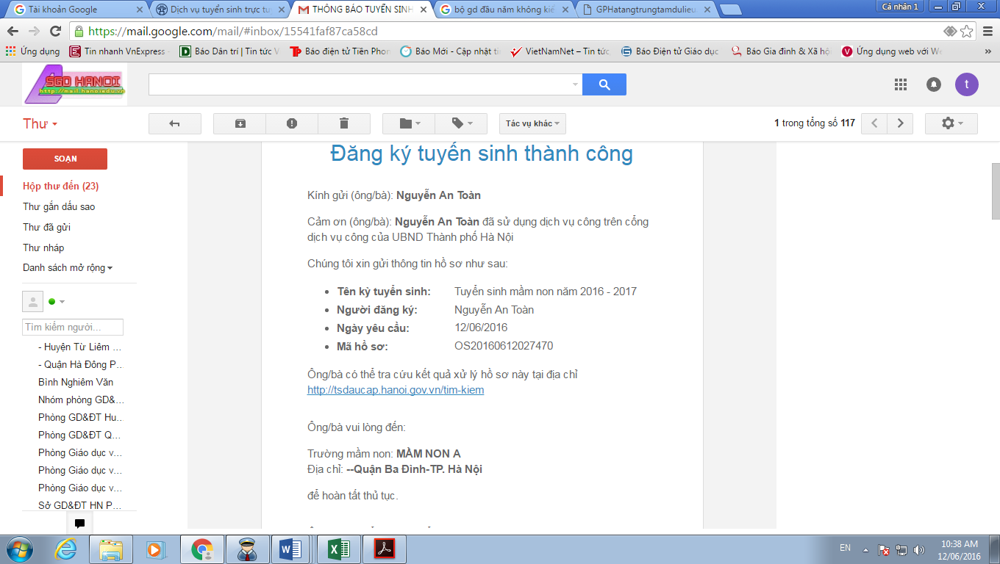 Tài khoản Google
Dịch vụ tuyển sinh trực tu
THÔNG BÁO TUYỂN SINH
bộ gd đầu năm không kiể
GPHatangtrungtamdulieu
Cá nhân 1
https://mail.google.com/mail/#inbox/15541faf87ca58cd
Ứng dụng
Tin nhanh VnExpress -
Báo Dân trí | Tin tức V
Báo điện tử Tiền Phon
Báo Mới - Cập nhật ti
VietNamNet – Tin tức,
Báo Điện tử Giáo dục
Báo Gia đình & Xã hộ
Ứng dụng web với We
»
SGD HANOI
http://mail.hanoiedu.vn
t
Thư
Tác vụ khác
1 trong tổng số 117
SOẠN
Hộp thư đến (23)
Thư gắn dấu sao
Thư đã gửi
Thư nháp
Danh sách mở rộng
Tìm kiếm người...
- Huyện Từ Liêm ...
- Quận Hà Đông P...
Bình Nghiêm Văn
Nhóm phòng GD&...
Phòng GD&ĐT Hu...
Phòng GD&ĐT Q...
Phòng Giáo dục v...
Phòng Giáo dục v...
Phòng Giáo dục v...
Sở GD&ĐT HN P...
Đăng ký tuyển sinh thành công
Kính gửi (ông/bà): Nguyễn An Toàn
Cảm ơn (ông/bà): Nguyễn An Toàn đã sử dụng dịch vụ công trên cổng
dịch vụ công của UBND Thành phố Hà Nội
Chúng tôi xin gửi thông tin hồ sơ như sau:
Tên kỳ tuyển sinh: Tuyển sinh mầm non năm 2016 - 2017
Người đăng ký: Nguyễn An Toàn
Ngày yêu cầu: 12/06/2016
Mã hồ sơ: OS20160612027470
Ông/bà có thể tra cứu kết quả xử lý hồ sơ này tại địa chỉ
http://tsdaucap.hanoi.gov.vn/tim-kiem
Ông/bà vui lòng đến:
Trường mầm non: MẦM NON A
Địa chỉ: --Quận Ba Đình-TP. Hà Nội
để hoàn tất thủ tục.
EN
10:38 AM
12/06/2016